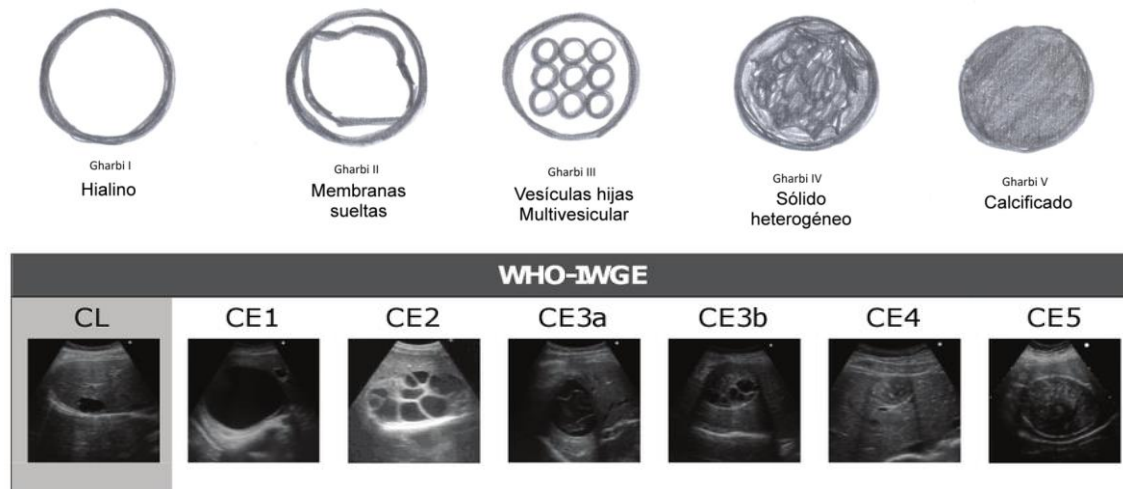 Gharbi I
Hialino
Gharbi II
Membranas
sueltas
Gharbi III
Vesículas hijas
Multivesicular
Gharbi IV
Sólido
heterogéneo
Gharbi V
Calcificado
WHO-IWGE
CL
CE1
CE2
CE3a
CE3b
CE4
CE5